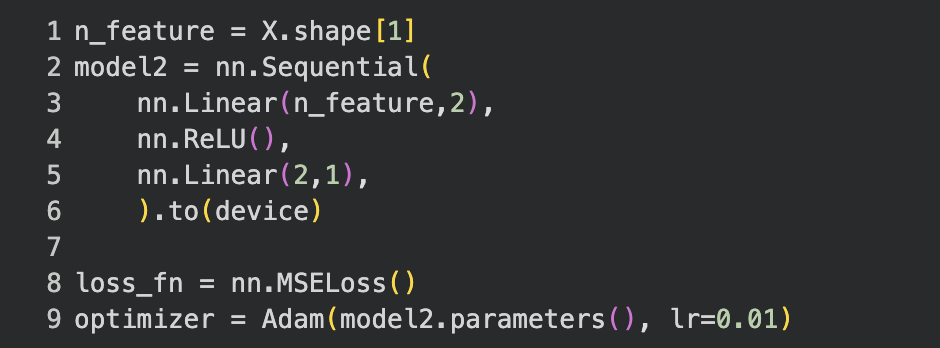 1 n_feature = X.shape[1]
2 model2 = nn.Sequential(
3     nn.Linear(n_feature,2),
4     nn.ReLU(),
5     nn.Linear(2,1),
6     ).to(device)
7
8 loss_fn = nn.MSELoss()
9 optimizer = Adam(model2.parameters(), lr=0.01)